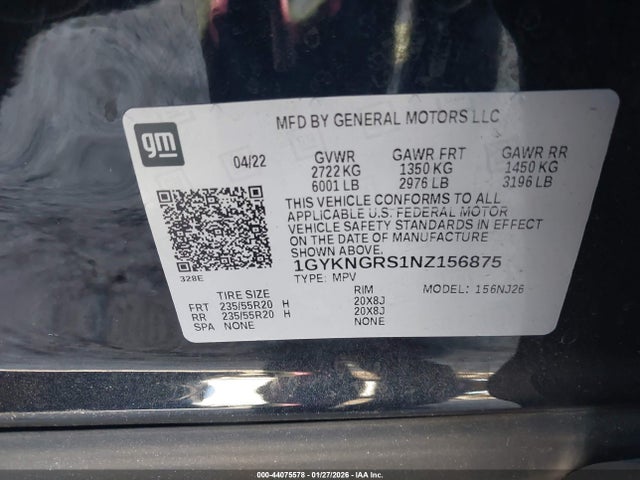 MFD BY GENERAL MOTORS LLC
gm
04/22 GVWR GAWR FRT GAWR RR
2722 KG 1350 KG 1450 KG
6001 LB 2976 LB 3196 LB
THIS VEHICLE CONFORMS TO ALL
APPLICABLE U.S. FEDERAL MOTOR
VEHICLE SAFETY STANDARDS IN EFFECT
ON THE DATE OF MANUFACTURE
SHOWN ABOVE.
1GYKNGRS1NZ156875
328E TYPE: MPV
TIRE SIZE RIM MODEL: 156NJ26
FRT 235/55R20 H 20X8J
RR 235/55R20 H 20X8J
SPA NONE NONE
000-44075578 - 01/27/2026 - IAA, Inc.